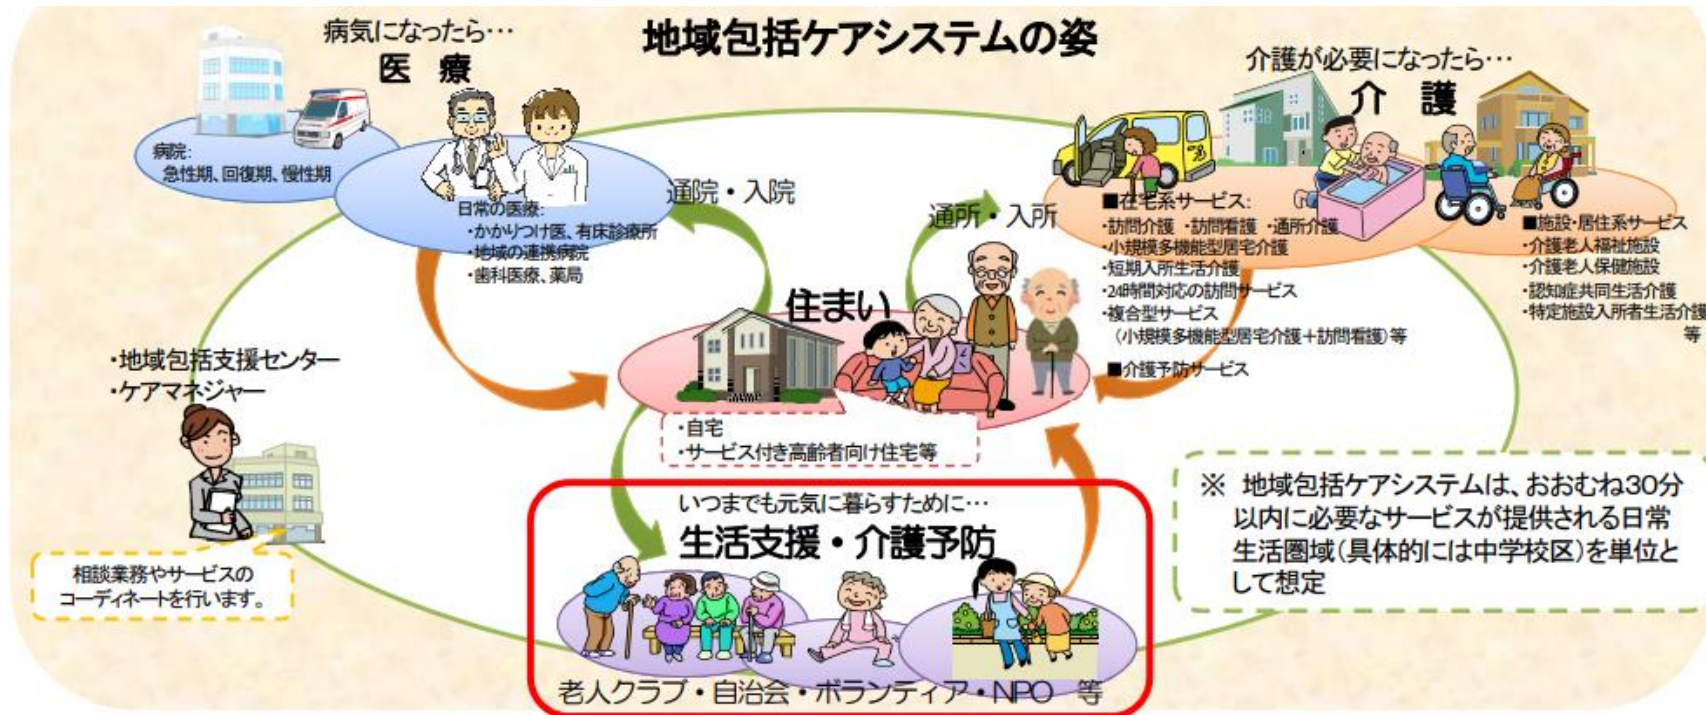 地域包括ケアシステムの姿
病気になったら…
医 療
病院:
急性期、回復期、慢性期
日常の医療:
・かかりつけ医、有床診療所
・地域の連携病院
・歯科医療、薬局
通院・入院
通所・入所
介護が必要になったら…
介 護
■在宅系サービス:
・訪問介護 ・訪問看護 ・通所介護
・小規模多機能型居宅介護
・短期入所生活介護
・24時間対応の訪問サービス
・複合型サービス
(小規模多機能型居宅介護+訪問看護)等
■介護予防サービス
■施設・居住系サービス
・介護老人福祉施設
・介護老人保健施設
・認知症共同生活介護
・特定施設入所者生活介護
等
住まい
・自宅
・サービス付き高齢者向け住宅等
・地域包括支援センター
・ケアマネジャー
相談業務やサービスの
コーディネートを行います。
いつまでも元気に暮らすために…
生活支援・介護予防
老人クラブ・自治会・ボランティア・NPO 等
※ 地域包括ケアシステムは、おおむね30分
以内に必要なサービスが提供される日常
生活圏域(具体的には中学校区)を単位と
して想定